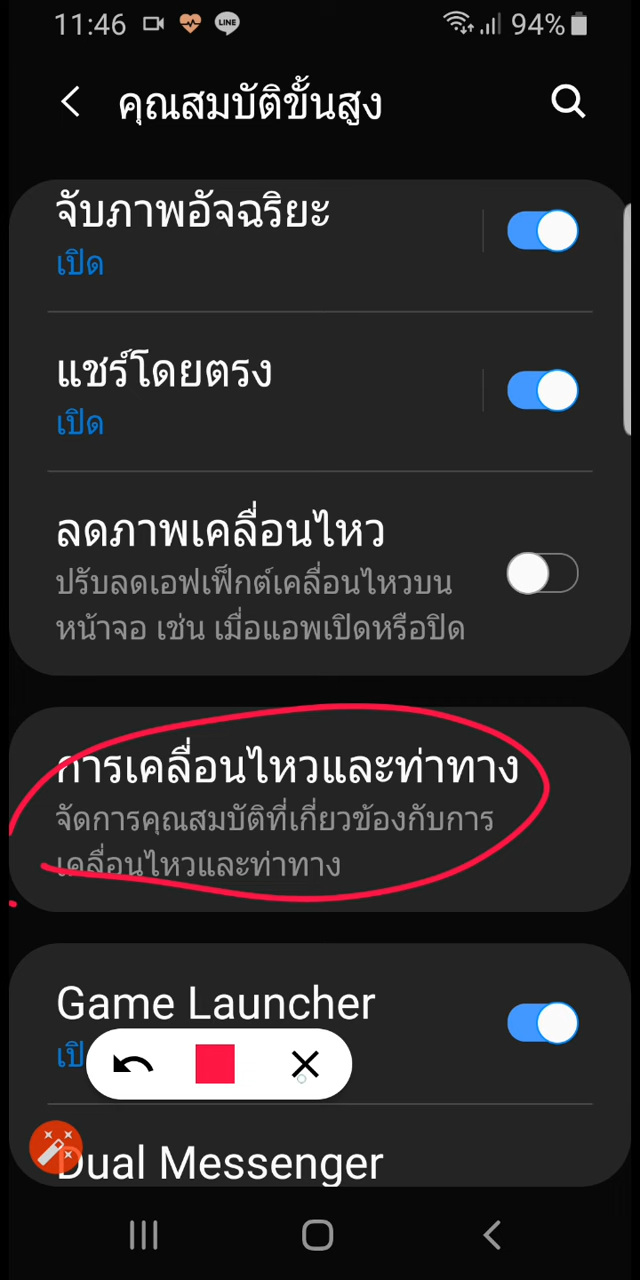 11:46 LINE 94%
คุณสมบัติขั้นสูง
จับภาพอัจฉริยะ
เปิด
แชร์โดยตรง
เปิด
ลดภาพเคลื่อนไหว
ปรับลดเอฟเฟ็กต์เคลื่อนไหวบน
หน้าจอ เช่น เมื่อแอพเปิดหรือปิด
การเคลื่อนไหวและท่าทาง
จัดการคุณสมบัติที่เกี่ยวข้องกับการ
เคลื่อนไหวและท่าทาง
Game Launcher
เปิ
Dual Messenger